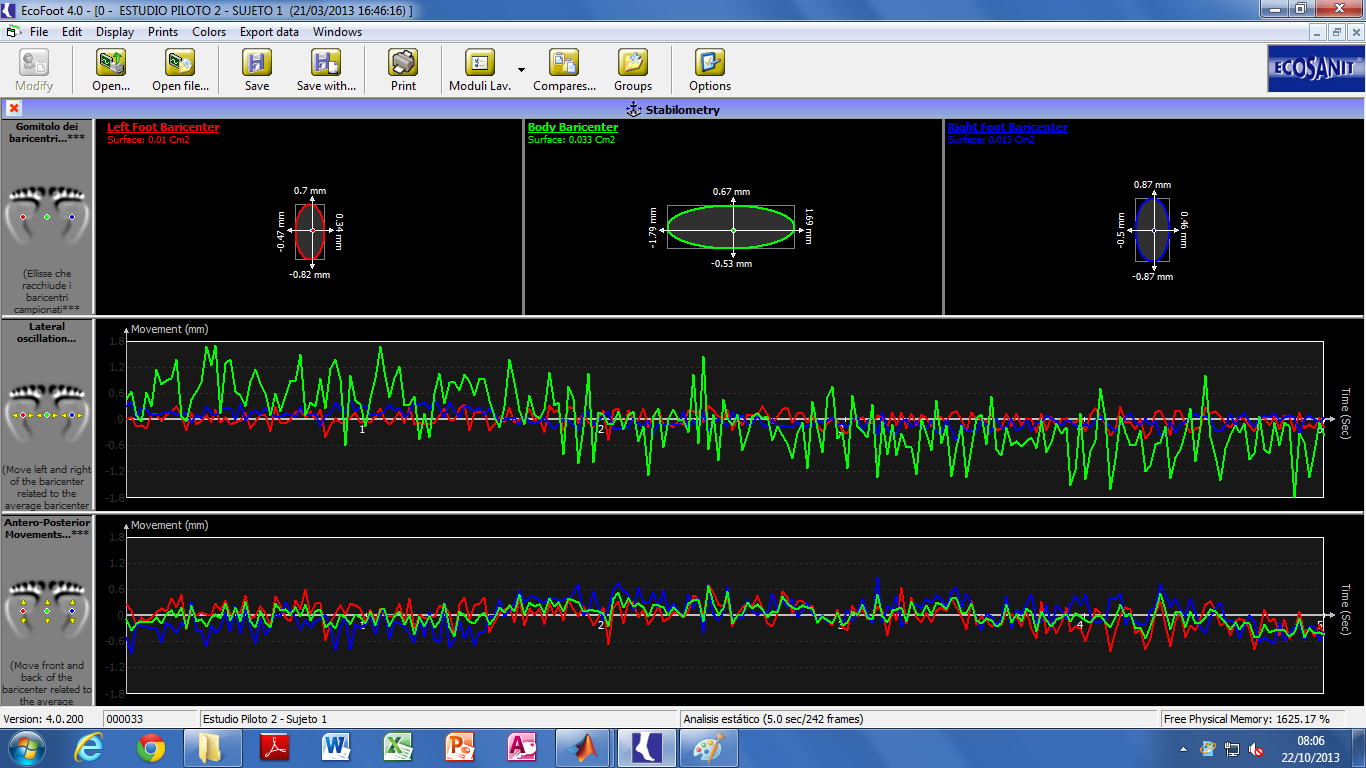 EcoFoot 4.0 - [0 -  ESTUDIO PILOTO 2 - SUJETO 1  (21/03/2013 16:46:16) ]
File Edit Display Prints Colors Export data Windows
Modify Open... Open file... Save Save with... Print Moduli Lav. Compares... Groups Options
ECOSANIT
Stabilometry
Gomitolo dei
baricentri...***
(Ellisse che
racchiude i
baricentri
campionati***
Left Foot Baricenter
Surface: 0.01 Cm2
0.7 mm
-0.47 mm
0.34 mm
-0.82 mm
Body Baricenter
Surface: 0.033 Cm2
0.67 mm
-1.79 mm
1.69 mm
-0.53 mm
Right Foot Baricenter
Surface: 0.013 Cm2
0.87 mm
-0.5 mm
0.46 mm
-0.87 mm
Lateral
oscillation...
(Move left and right
of the baricenter
related to the
average baricenter
Movement (mm)
1.8
1.2
0.6
0
-0.6
-1.2
-1.8
1 2 3 4 5
Time (Sec)
Antero-Posterior
Movements...***
(Move front and
back of the
baricenter related to
the average
Movement (mm)
1.8
1.2
0.6
0
-0.6
-1.2
-1.8
1 2 3 4 5
Time (Sec)
Version: 4.0.200 000033 Estudio Piloto 2 - Sujeto 1 Analisis estático (5.0 sec/242 frames) Free Physical Memory: 1625.17 %
08:06
22/10/2013